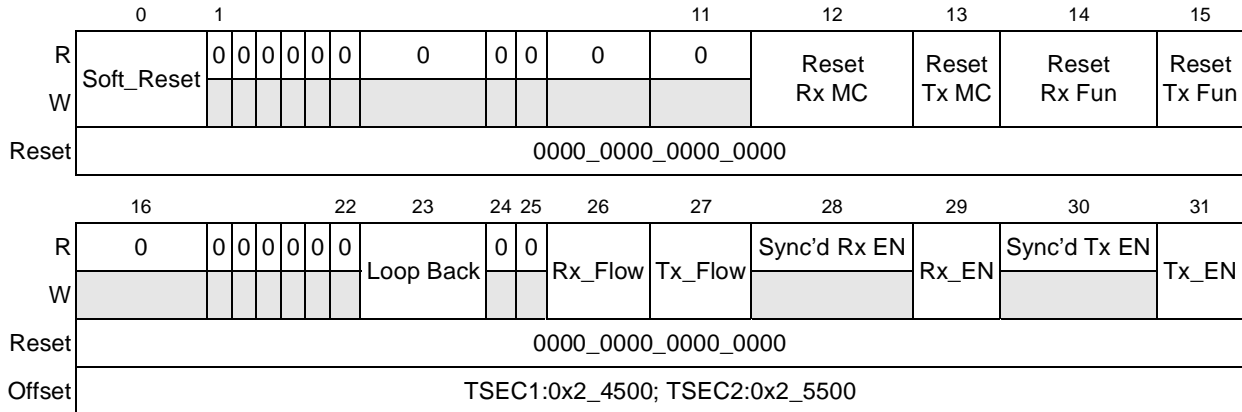 0 1 11 12 13 14 15
R Soft_Reset 0 0 0 0 0 0 0 0 0 0 0 Reset Rx MC Reset Tx MC Reset Rx Fun Reset Tx Fun
W
Reset 0000_0000_0000_0000
16 22 23 24 25 26 27 28 29 30 31
R 0 0 0 0 0 0 0 Loop Back 0 0 Rx_Flow Tx_Flow Sync'd Rx EN Rx_EN Sync'd Tx EN Tx_EN
W
Reset 0000_0000_0000_0000
Offset TSEC1:0x2_4500; TSEC2:0x2_5500